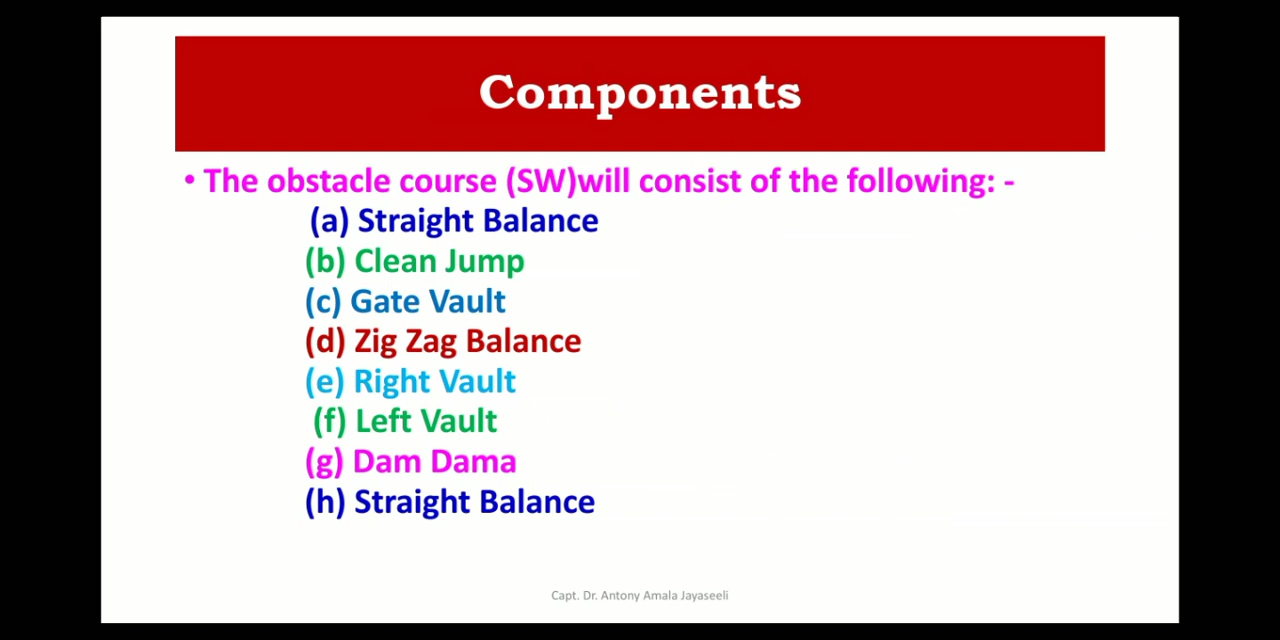 Components
• The obstacle course (SW)will consist of the following: -
(a) Straight Balance
(b) Clean Jump
(c) Gate Vault
(d) Zig Zag Balance
(e) Right Vault
(f) Left Vault
(g) Dam Dama
(h) Straight Balance
Capt. Dr. Antony Amala Jayaseeli